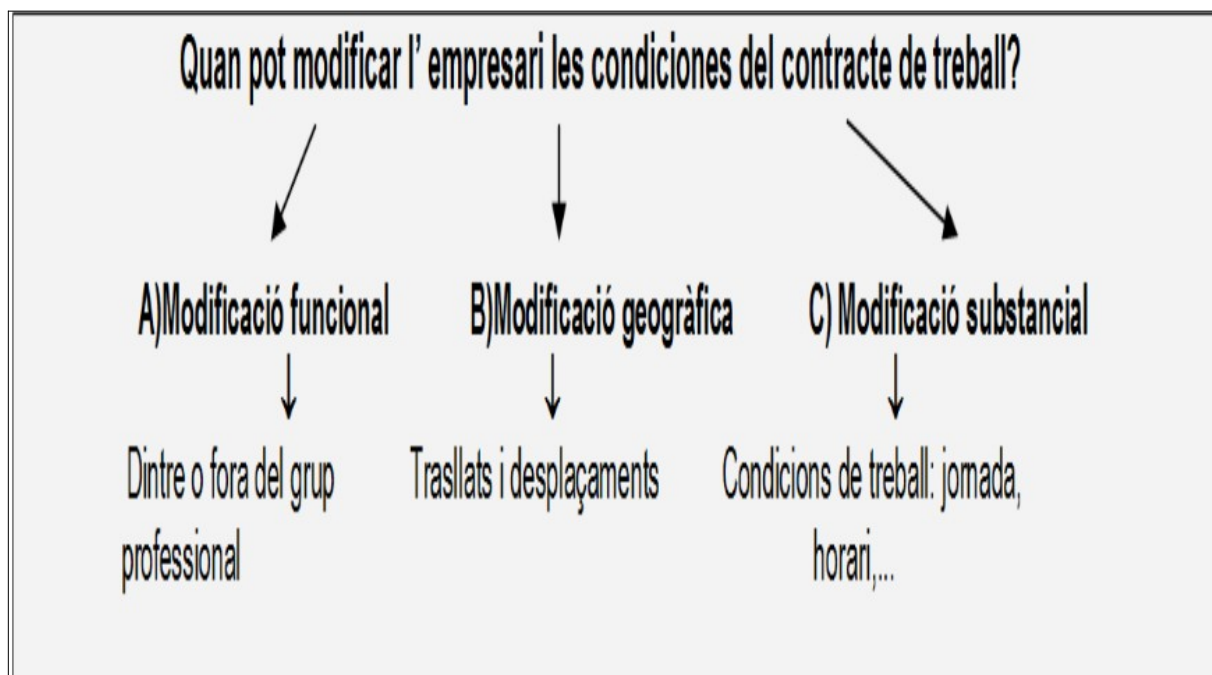 Quan pot modificar l’ empresari les condiciones del contracte de treball?
A)Modificació funcional
B)Modificació geogràfica
C) Modificació substancial
Dintre o fora del grup
professional
Trasllats i desplaçaments
Condicions de treball: jornada,
horari,...